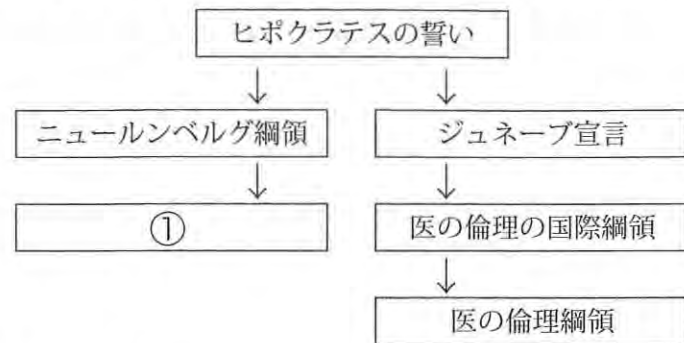 ヒポクラテスの誓い
ニュールンベルグ綱領
ジュネーブ宣言
①
医の倫理の国際綱領
医の倫理綱領